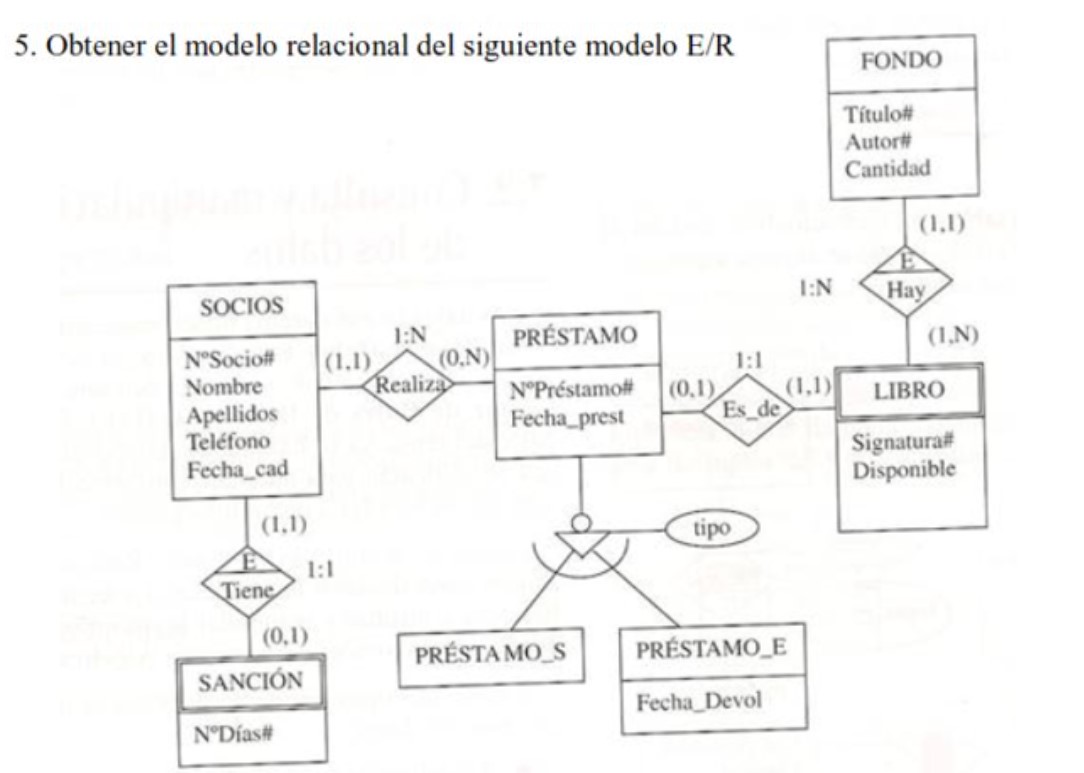 5. Obtener el modelo relacional del siguiente modelo E/R
FONDO
Título#
Autor#
Cantidad
(1,1)
E
Hay
1:N
(1,N)
LIBRO
Signatura#
Disponible
SOCIOS
NºSocio#
Nombre
Apellidos
Teléfono
Fecha_cad
1:N
(1,1)
(0,N)
Realiza
PRÉSTAMO
NºPréstamo#
Fecha_prest
1:1
(0,1)
(1,1)
Es_de
tipo
(1,1)
E
Tiene
1:1
(0,1)
SANCIÓN
NºDías#
PRÉSTAMO_S
PRÉSTAMO_E
Fecha_Devol